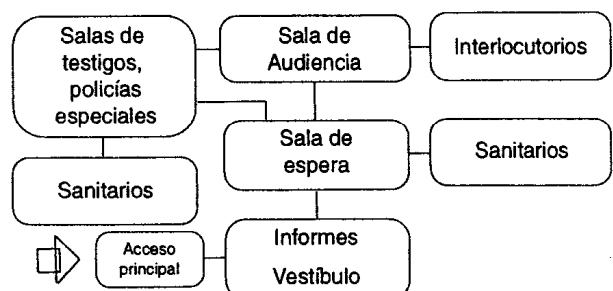 Salas de
testigos,
policías
especiales
Sala de
Audiencia
Interlocutorios
Sala de
espera
Sanitarios
Sanitarios
Acceso
principal
Informes
Vestíbulo